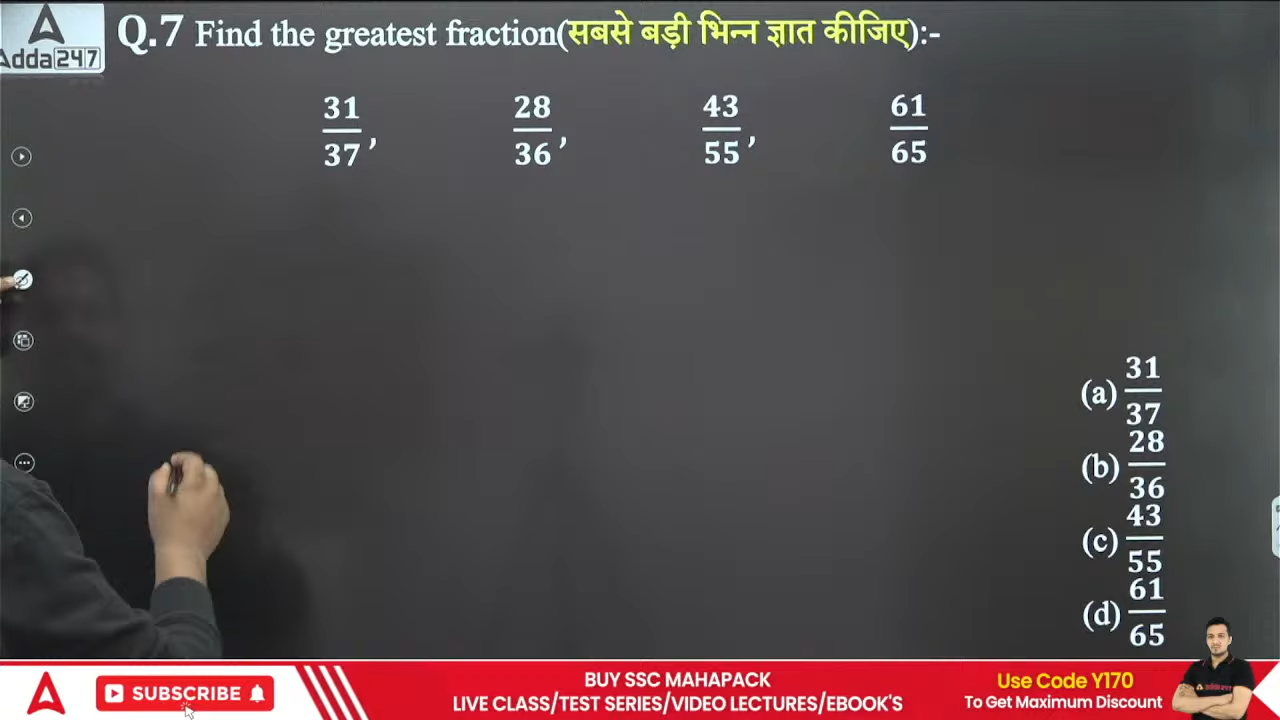 Adda247
Q.7 Find the greatest fraction(सबसे बड़ी भिन्न ज्ञात कीजिए):-
31/37, 28/36, 43/55, 61/65
(a) 31/37
(b) 28/36
(c) 43/55
(d) 61/65
SUBSCRIBE
BUY SSC MAHAPACK
LIVE CLASS/TEST SERIES/VIDEO LECTURES/EBOOK'S
Use Code Y170
To Get Maximum Discount